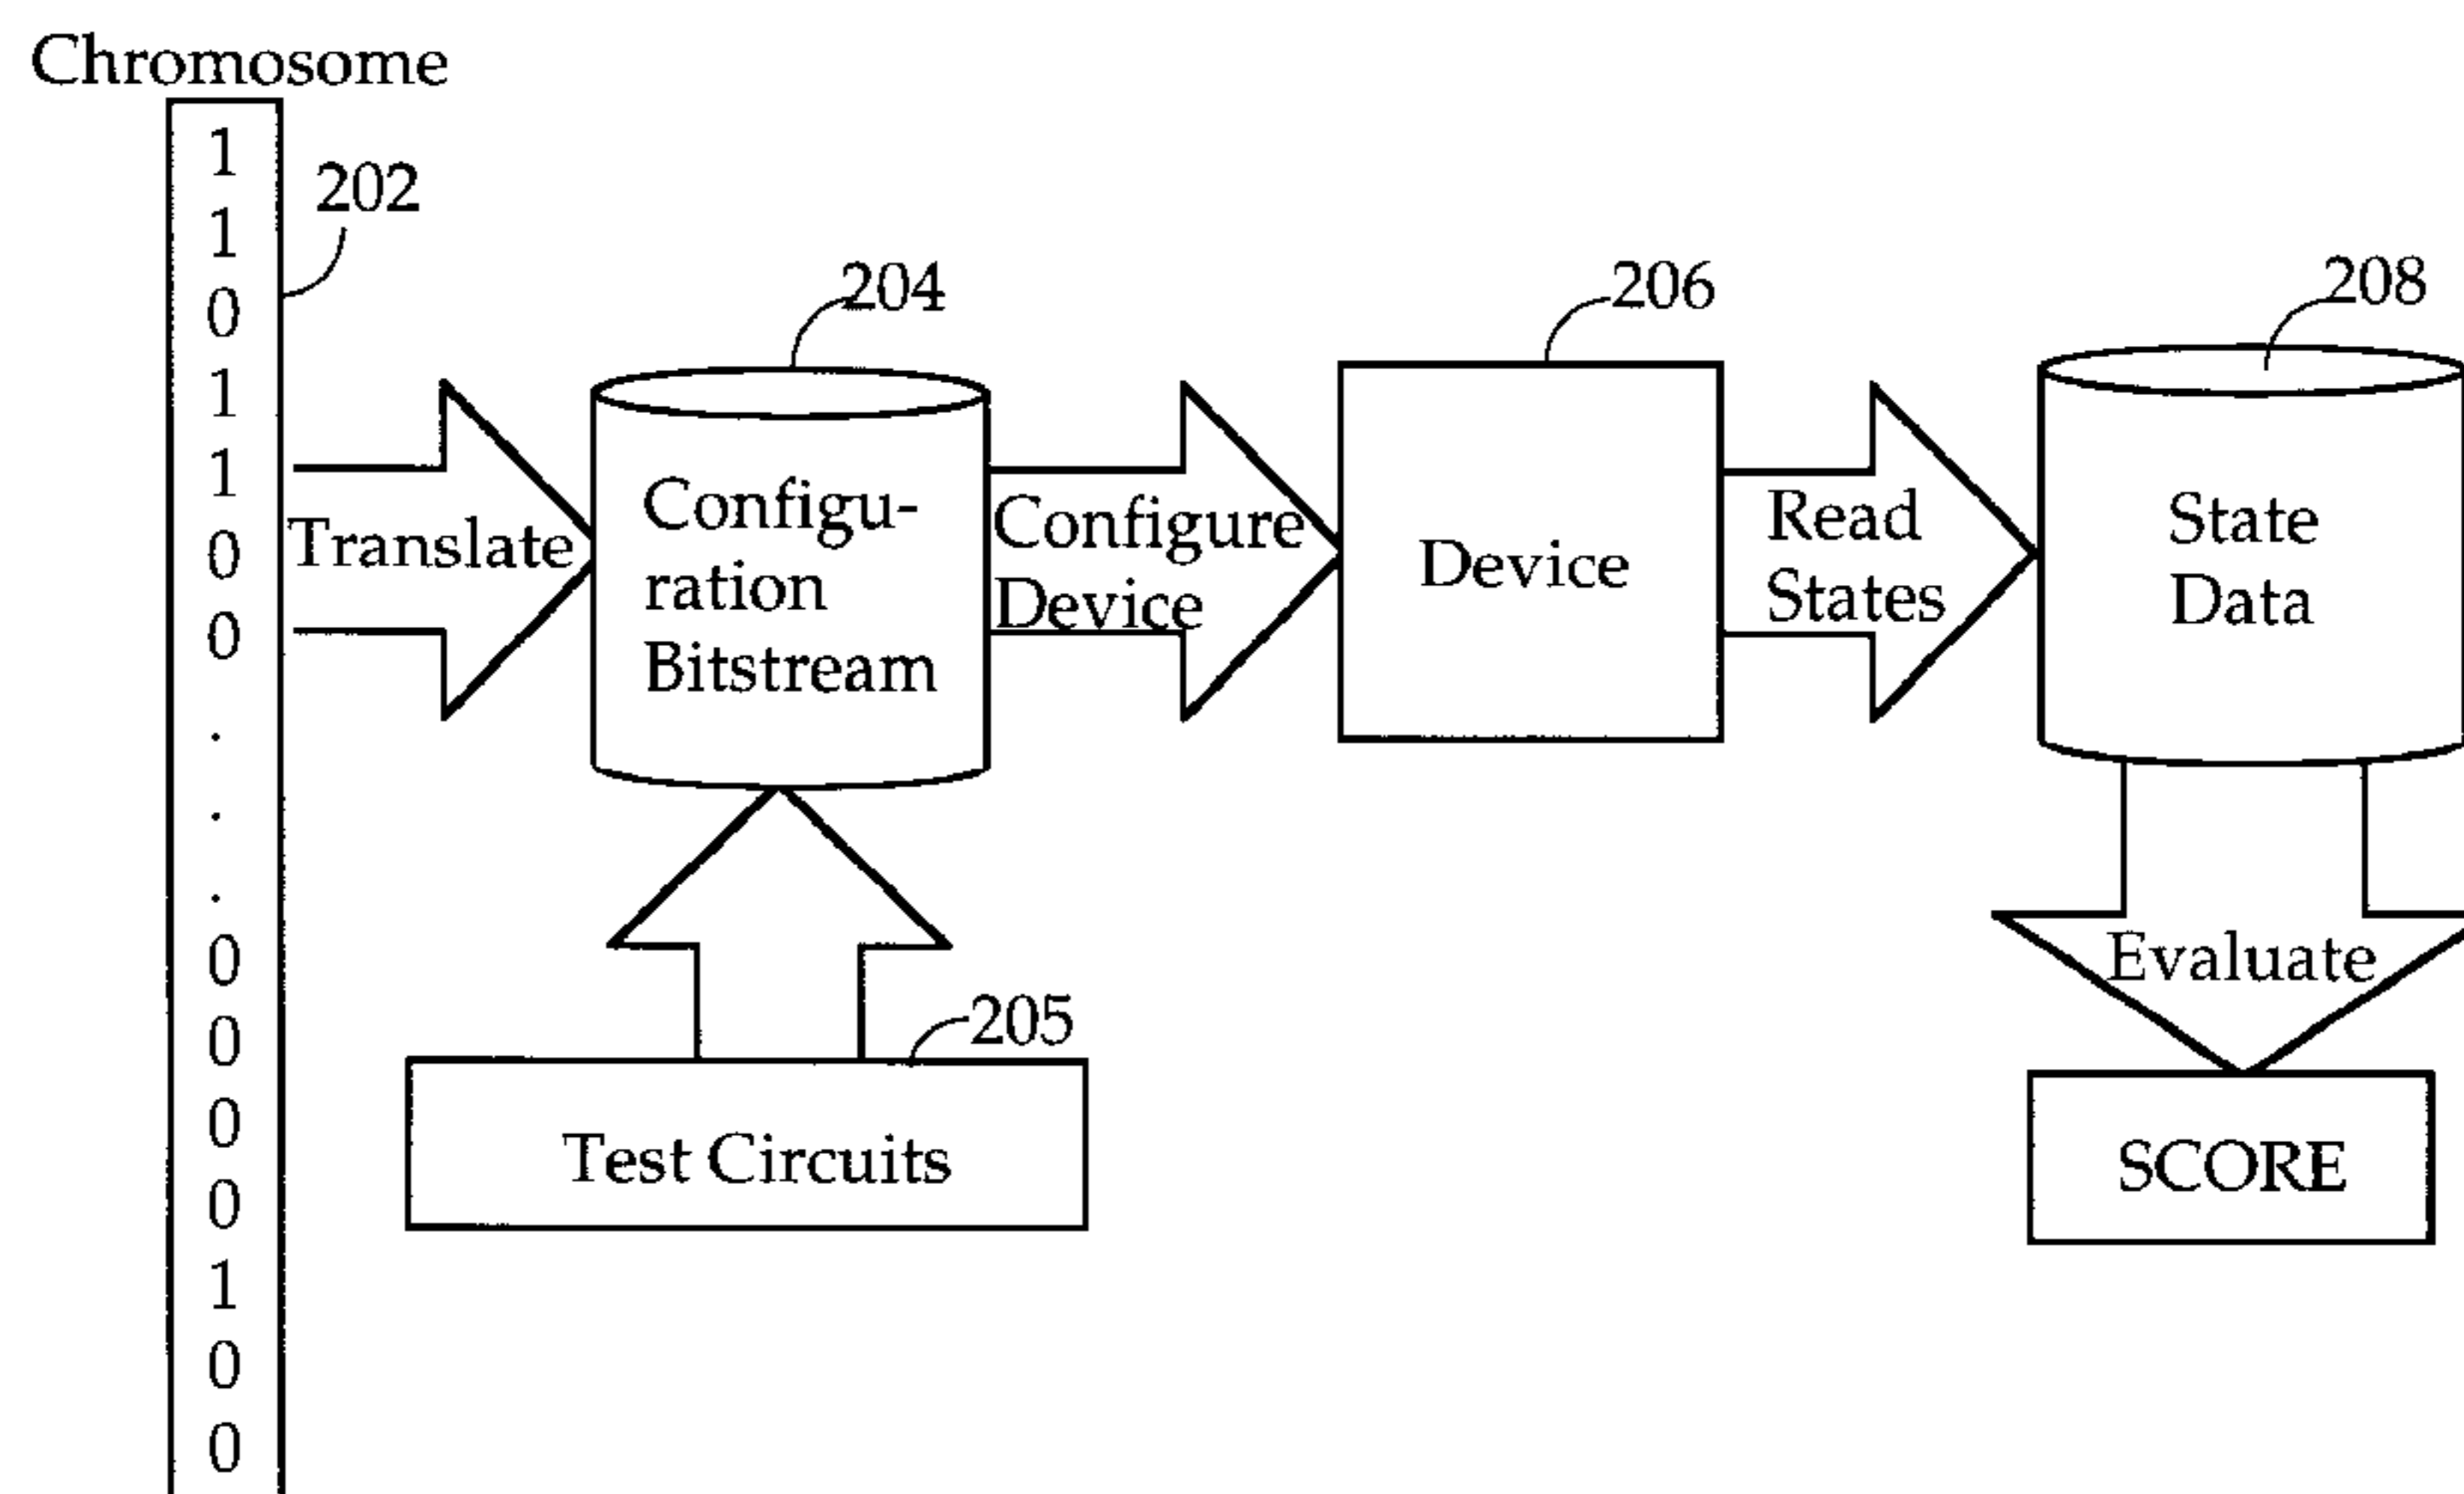 Chromosome
1
1
0
1
1
0
0
.
.
.
0
0
0
0
1
0
0
202
Translate
204
Configu-
ration
Bitstream
Configure
Device
206
Device
Read
States
208
State
Data
205
Test Circuits
Evaluate
SCORE